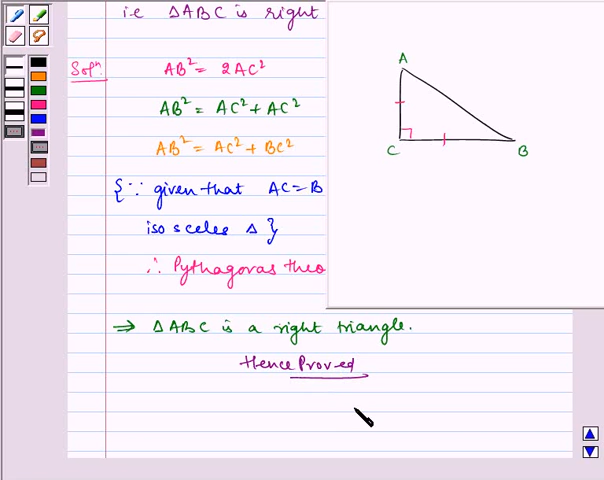 i.e ΔABC is right
Solⁿ. AB² = 2AC²
AB² = AC² + AC²
AB² = AC² + BC²
{∵ given that AC = B
isosceles Δ }
∴ Pythagoras theo
⇒ ΔABC is a right triangle.
Hence Proved
A
C
B